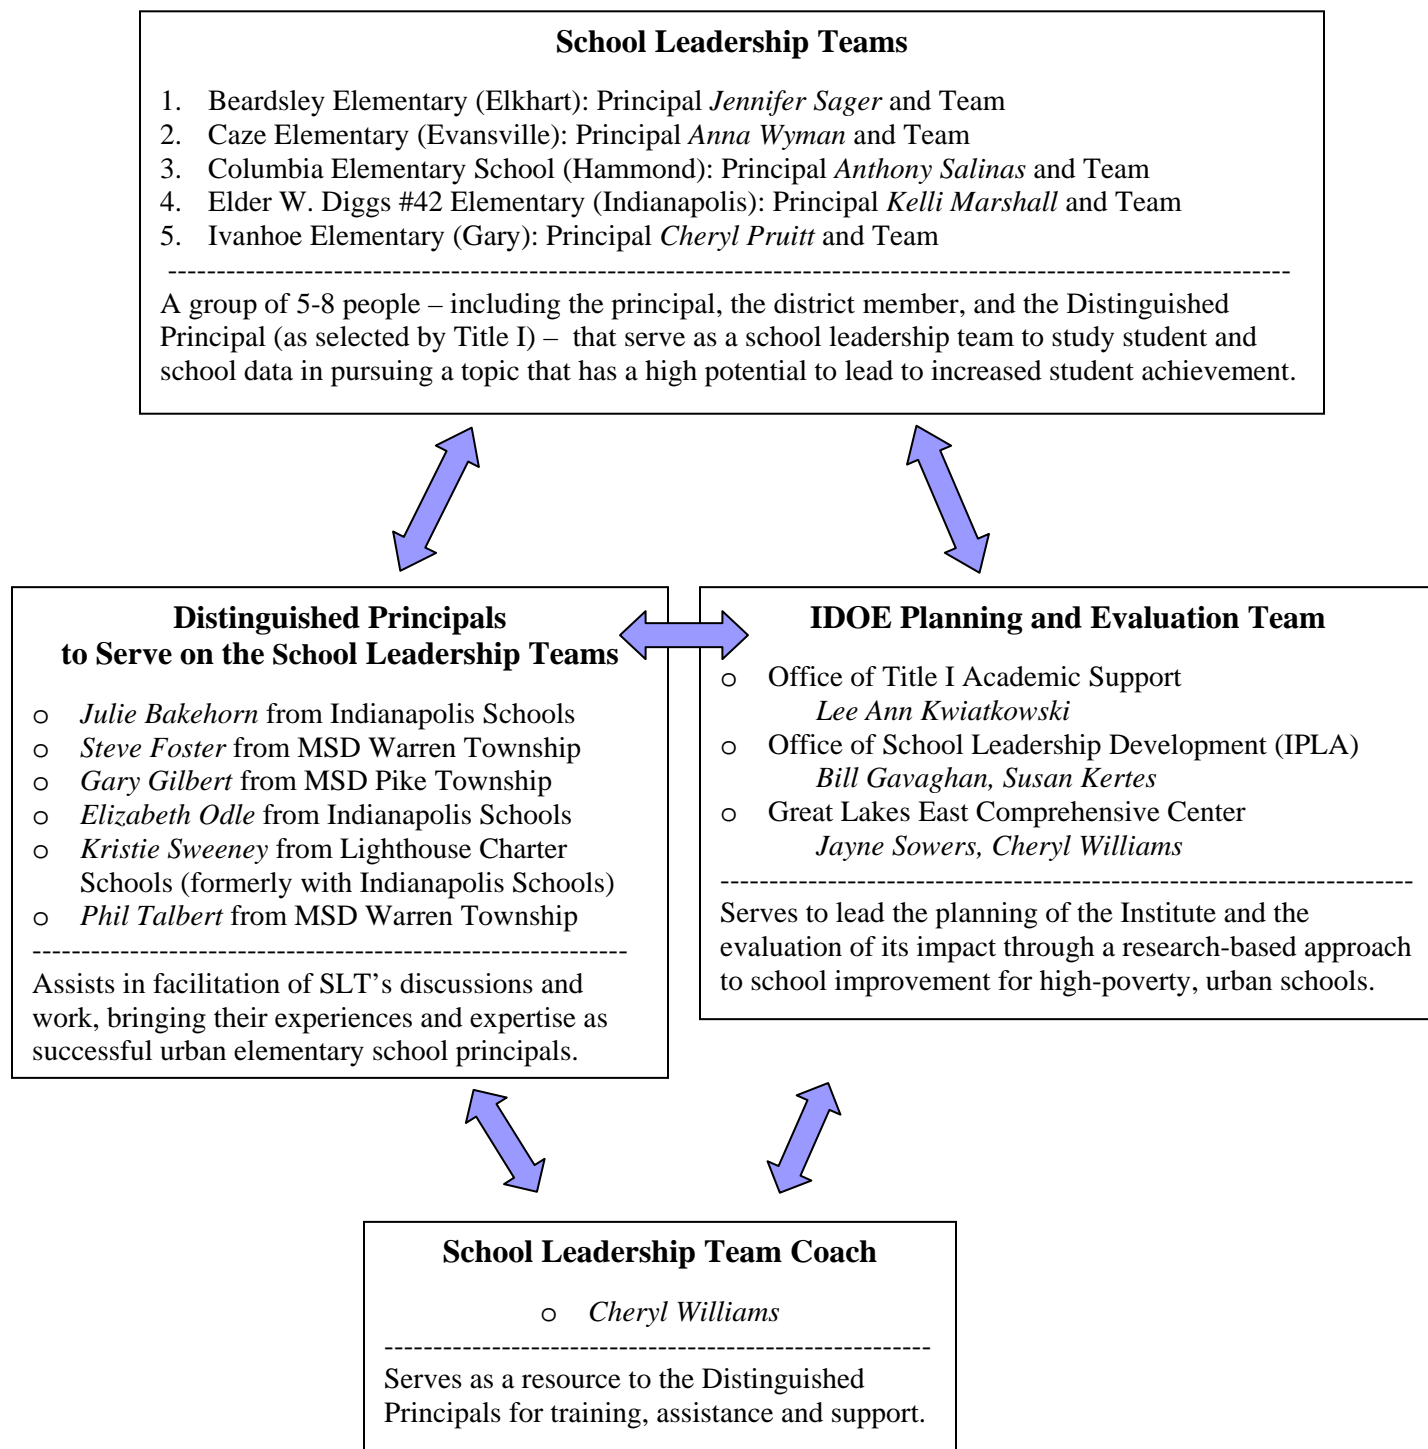 School Leadership Teams
1. Beardsley Elementary (Elkhart): Principal Jennifer Sager and Team
2. Caze Elementary (Evansville): Principal Anna Wyman and Team
3. Columbia Elementary School (Hammond): Principal Anthony Salinas and Team
4. Elder W. Diggs #42 Elementary (Indianapolis): Principal Kelli Marshall and Team
5. Ivanhoe Elementary (Gary): Principal Cheryl Pruitt and Team
A group of 5-8 people – including the principal, the district member, and the Distinguished
Principal (as selected by Title I) – that serve as a school leadership team to study student and
school data in pursuing a topic that has a high potential to lead to increased student achievement.
Distinguished Principals
to Serve on the School Leadership Teams
o Julie Bakehorn from Indianapolis Schools
o Steve Foster from MSD Warren Township
o Gary Gilbert from MSD Pike Township
o Elizabeth Odle from Indianapolis Schools
o Kristie Sweeney from Lighthouse Charter
Schools (formerly with Indianapolis Schools)
o Phil Talbert from MSD Warren Township
Assists in facilitation of SLT’s discussions and
work, bringing their experiences and expertise as
successful urban elementary school principals.
IDOE Planning and Evaluation Team
o Office of Title I Academic Support
Lee Ann Kwiatkowski
o Office of School Leadership Development (IPLA)
Bill Gavaghan, Susan Kertes
o Great Lakes East Comprehensive Center
Jayne Sowers, Cheryl Williams
Serves to lead the planning of the Institute and the
evaluation of its impact through a research-based approach
to school improvement for high-poverty, urban schools.
School Leadership Team Coach
o Cheryl Williams
Serves as a resource to the Distinguished
Principals for training, assistance and support.